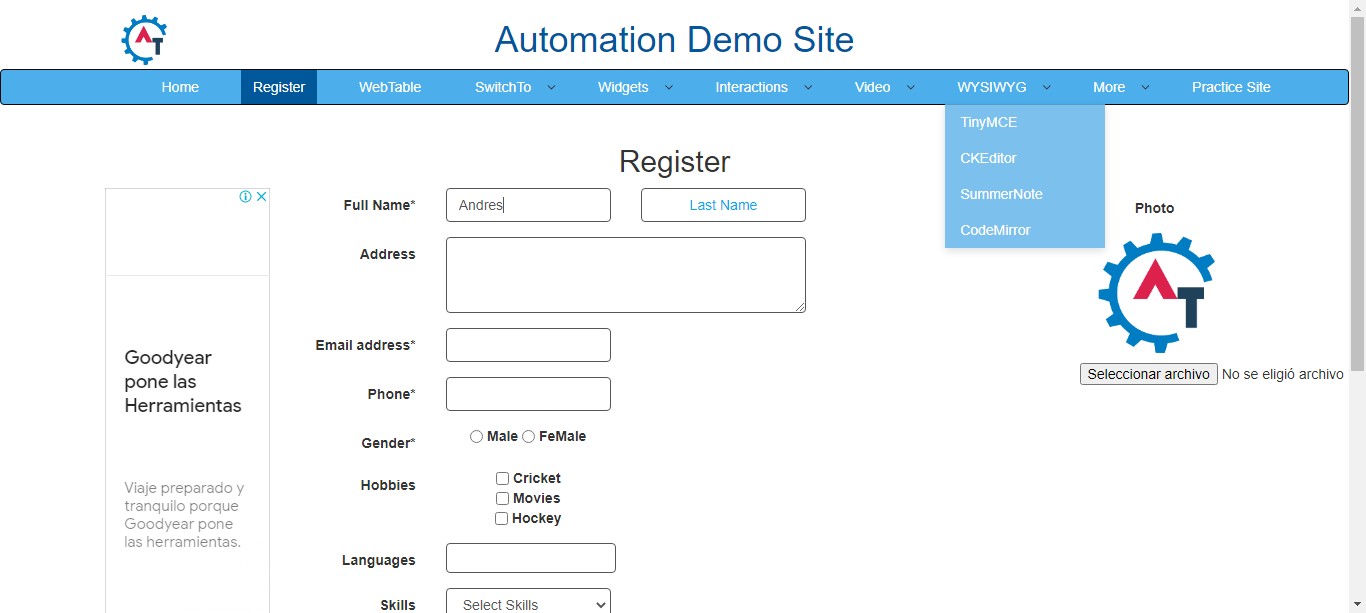 AT
Automation Demo Site
Home Register WebTable SwitchTo Widgets Interactions Video WYSIWYG More Practice Site
TinyMCE
CKEditor
SummerNote
CodeMirror
Register
Full Name* Andres Last Name
Address
Email address*
Phone*
Gender* Male FeMale
Hobbies Cricket
Movies
Hockey
Languages
Skills Select Skills
Photo
AT
Seleccionar archivo No se eligió archivo
Goodyear
pone las
Herramientas
Viaje preparado y
tranquilo porque
Goodyear pone
las herramientas.